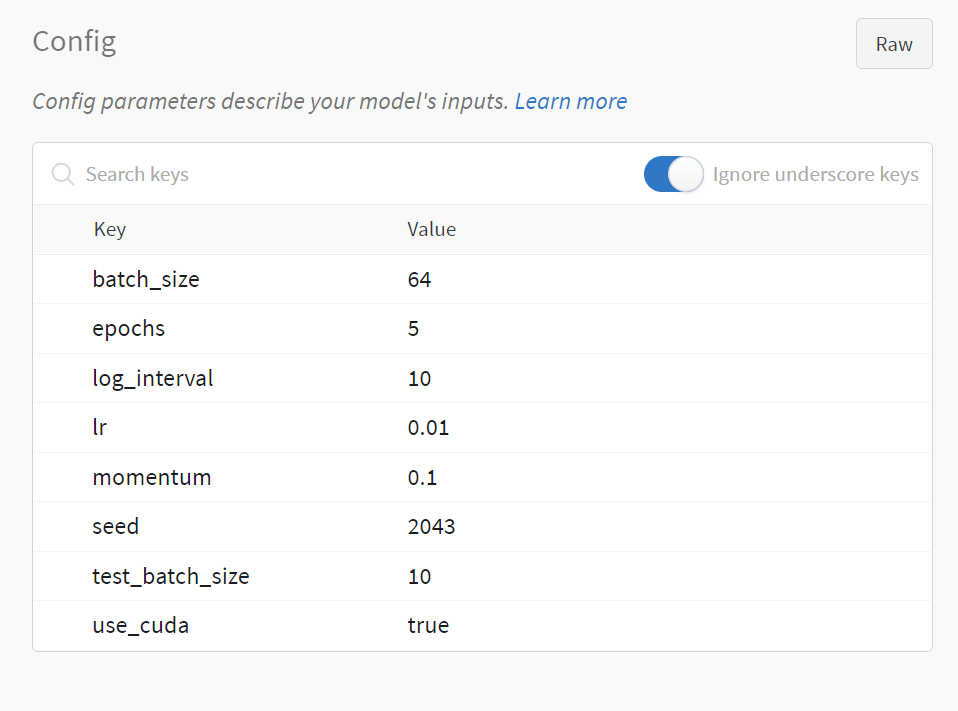 Config
Raw
Config parameters describe your model's inputs. Learn more
Search keys
Ignore underscore keys
Key Value
batch_size 64
epochs 5
log_interval 10
lr 0.01
momentum 0.1
seed 2043
test_batch_size 10
use_cuda true